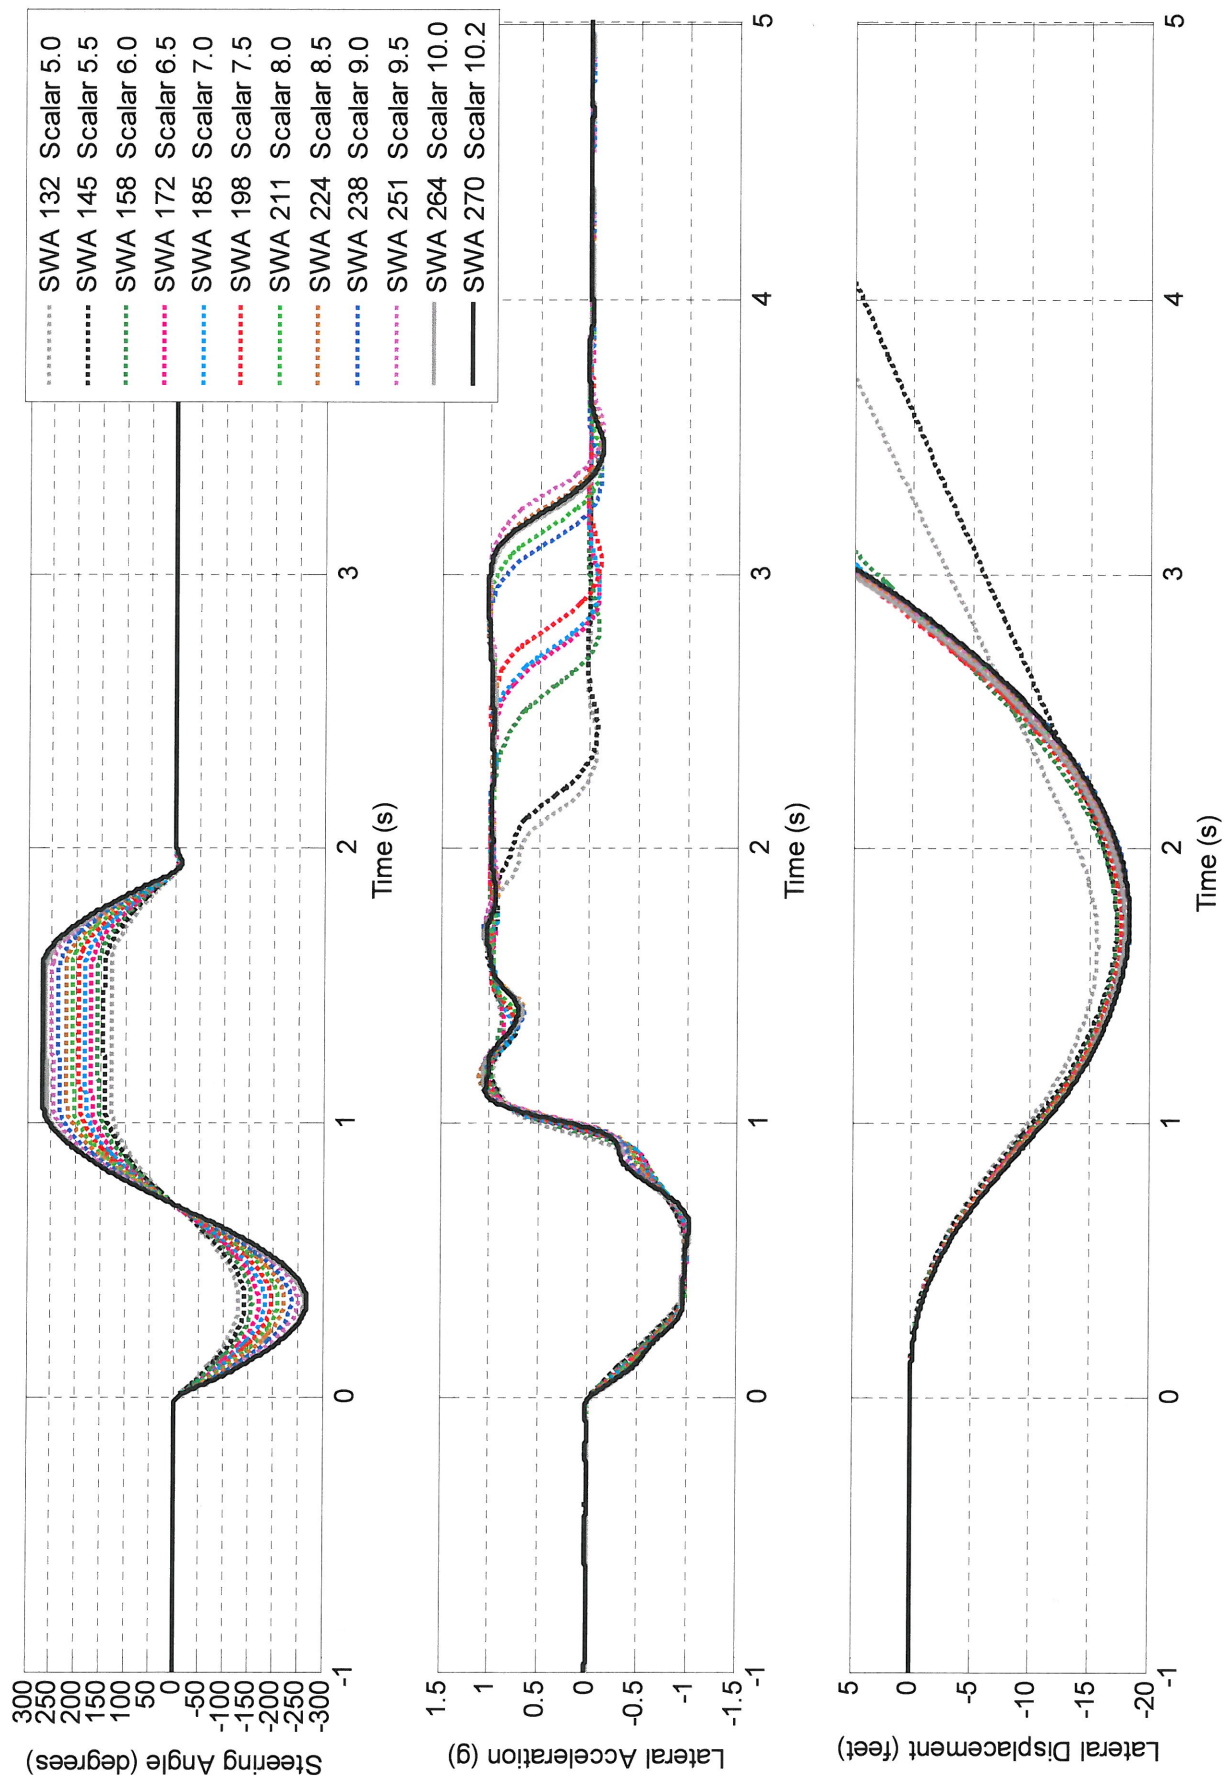 SWA 132 Scalar 5.0
SWA 145 Scalar 5.5
SWA 158 Scalar 6.0
SWA 172 Scalar 6.5
SWA 185 Scalar 7.0
SWA 198 Scalar 7.5
SWA 211 Scalar 8.0
SWA 224 Scalar 8.5
SWA 238 Scalar 9.0
SWA 251 Scalar 9.5
SWA 264 Scalar 10.0
SWA 270 Scalar 10.2
Steering Angle (degrees)
300
250
200
150
100
50
0
-50
-100
-150
-200
-250
-300
-1
0
1
2
3
Time (s)
Lateral Acceleration (g)
1.5
1
0.5
0
-0.5
-1
-1.5
-1
0
1
2
3
4
5
Time (s)
Lateral Displacement (feet)
5
0
-5
-10
-15
-20
-1
0
1
2
3
4
5
Time (s)